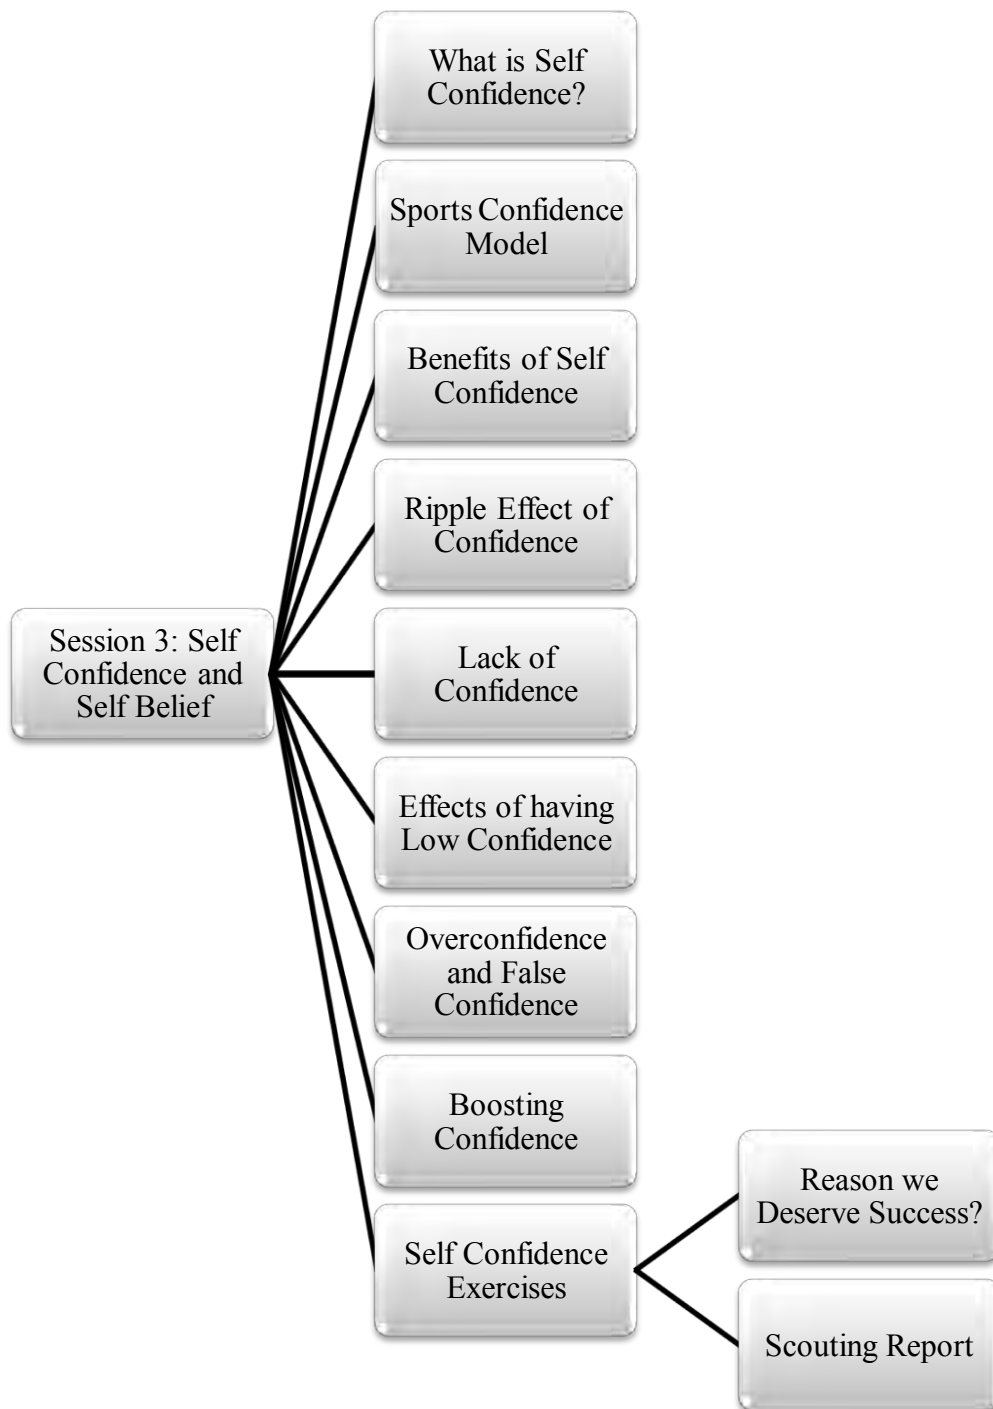 What is Self
Confidence?
Sports Confidence
Model
Benefits of Self
Confidence
Ripple Effect of
Confidence
Session 3: Self
Confidence and
Self Belief
Lack of
Confidence
Effects of having
Low Confidence
Overconfidence
and False
Confidence
Boosting
Confidence
Self Confidence
Exercises
Reason we
Deserve Success?
Scouting Report